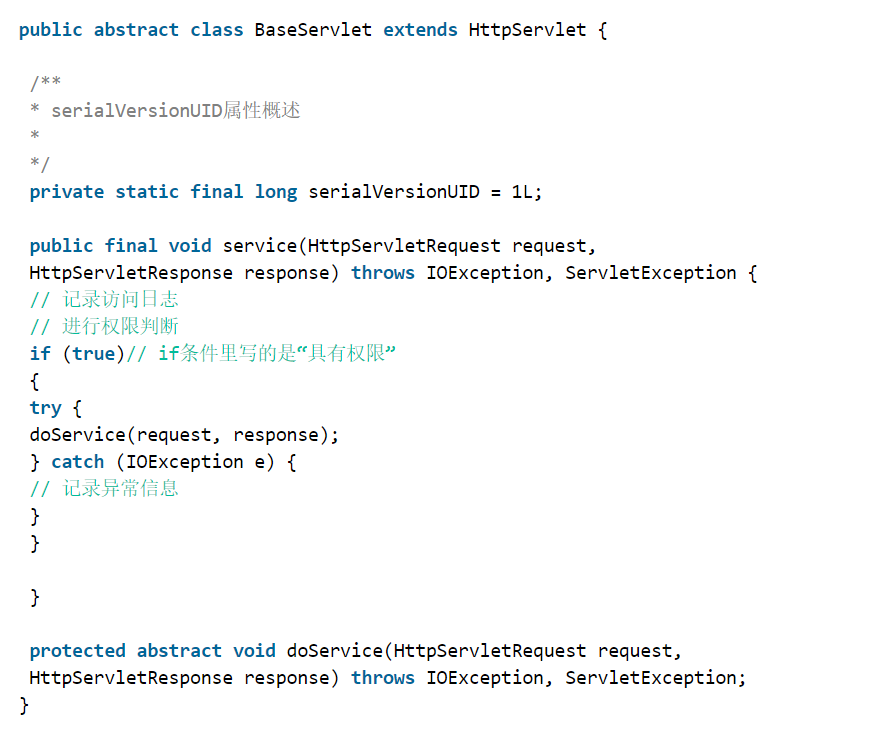 public abstract class BaseServlet extends HttpServlet {
/**
* serialVersionUID属性概述
*
*/
private static final long serialVersionUID = 1L;
public final void service(HttpServletRequest request,
HttpServletResponse response) throws IOException, ServletException {
// 记录访问日志
// 进行权限判断
if (true)// if条件里写的是“具有权限”
{
try {
doService(request, response);
} catch (IOException e) {
// 记录异常信息
}
}
}
protected abstract void doService(HttpServletRequest request,
HttpServletResponse response) throws IOException, ServletException;
}